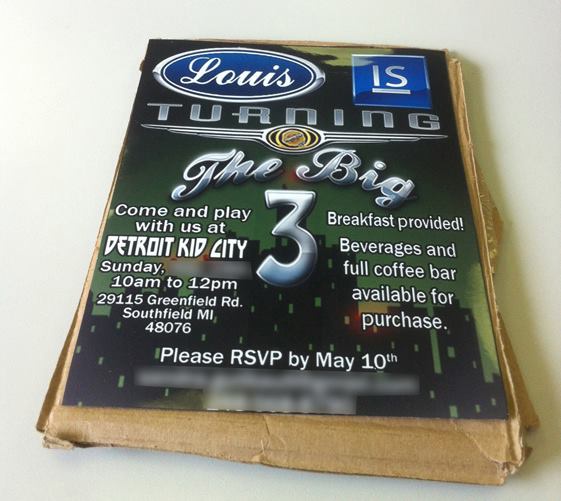 Louis
IS
TURNING
The Big
3
Come and play
with us at
DETROIT KID CITY
Sunday,
10am to 12pm
29115 Greenfield Rd.
Southfield MI
48076
Breakfast provided!
Beverages and
full coffee bar
available for
purchase.
Please RSVP by May 10th